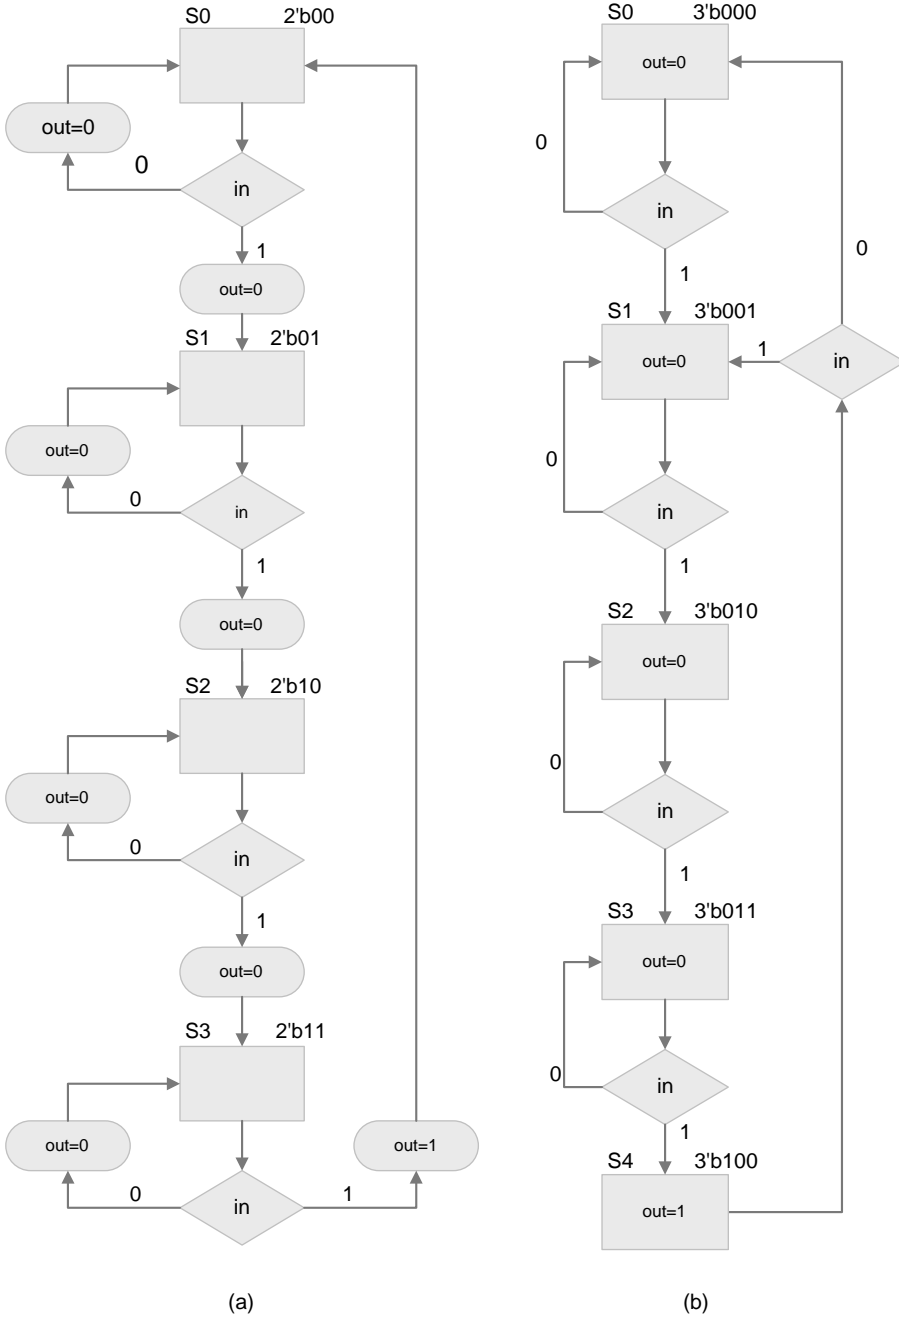 S0 2'b00
out=0
0
in
1
out=0
S1 2'b01
out=0
0
in
1
out=0
S2 2'b10
out=0
0
in
1
out=0
S3 2'b11
out=0
0
in
1
out=1
(a)
S0 3'b000
out=0
0
in
1
0
S1 3'b001
out=0
1
in
0
in
1
S2 3'b010
out=0
0
in
1
S3 3'b011
out=0
0
in
1
S4 3'b100
out=1
(b)